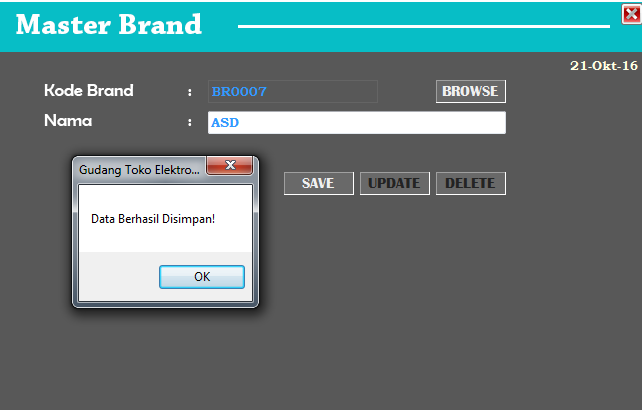 Master Brand
21-Okt-16
Kode Brand : BR0007 BROWSE
Nama : ASD
Gudang Toko Elektro...
SAVE UPDATE DELETE
Data Berhasil Disimpan!
OK